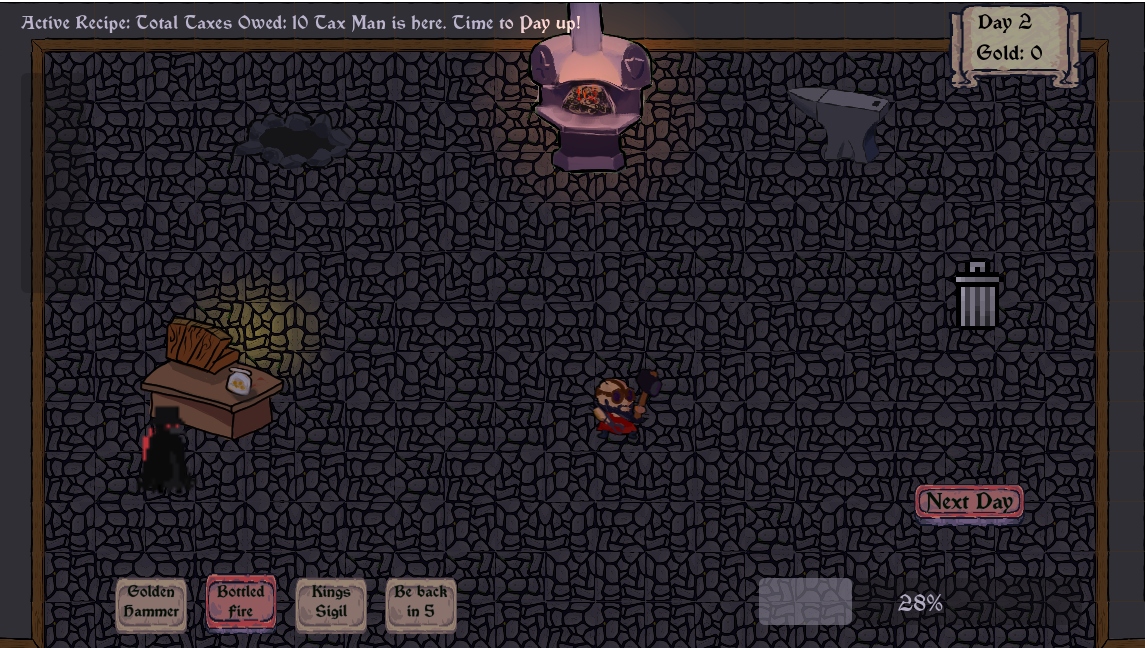 Active Recipe: Total Taxes Owed: 10 Tax Man is here. Time to Pay up!
Day 2
Gold: 0
Next Day
Golden
Hammer
Bottled
fire
Kings
Sigil
Be back
in 5
28%